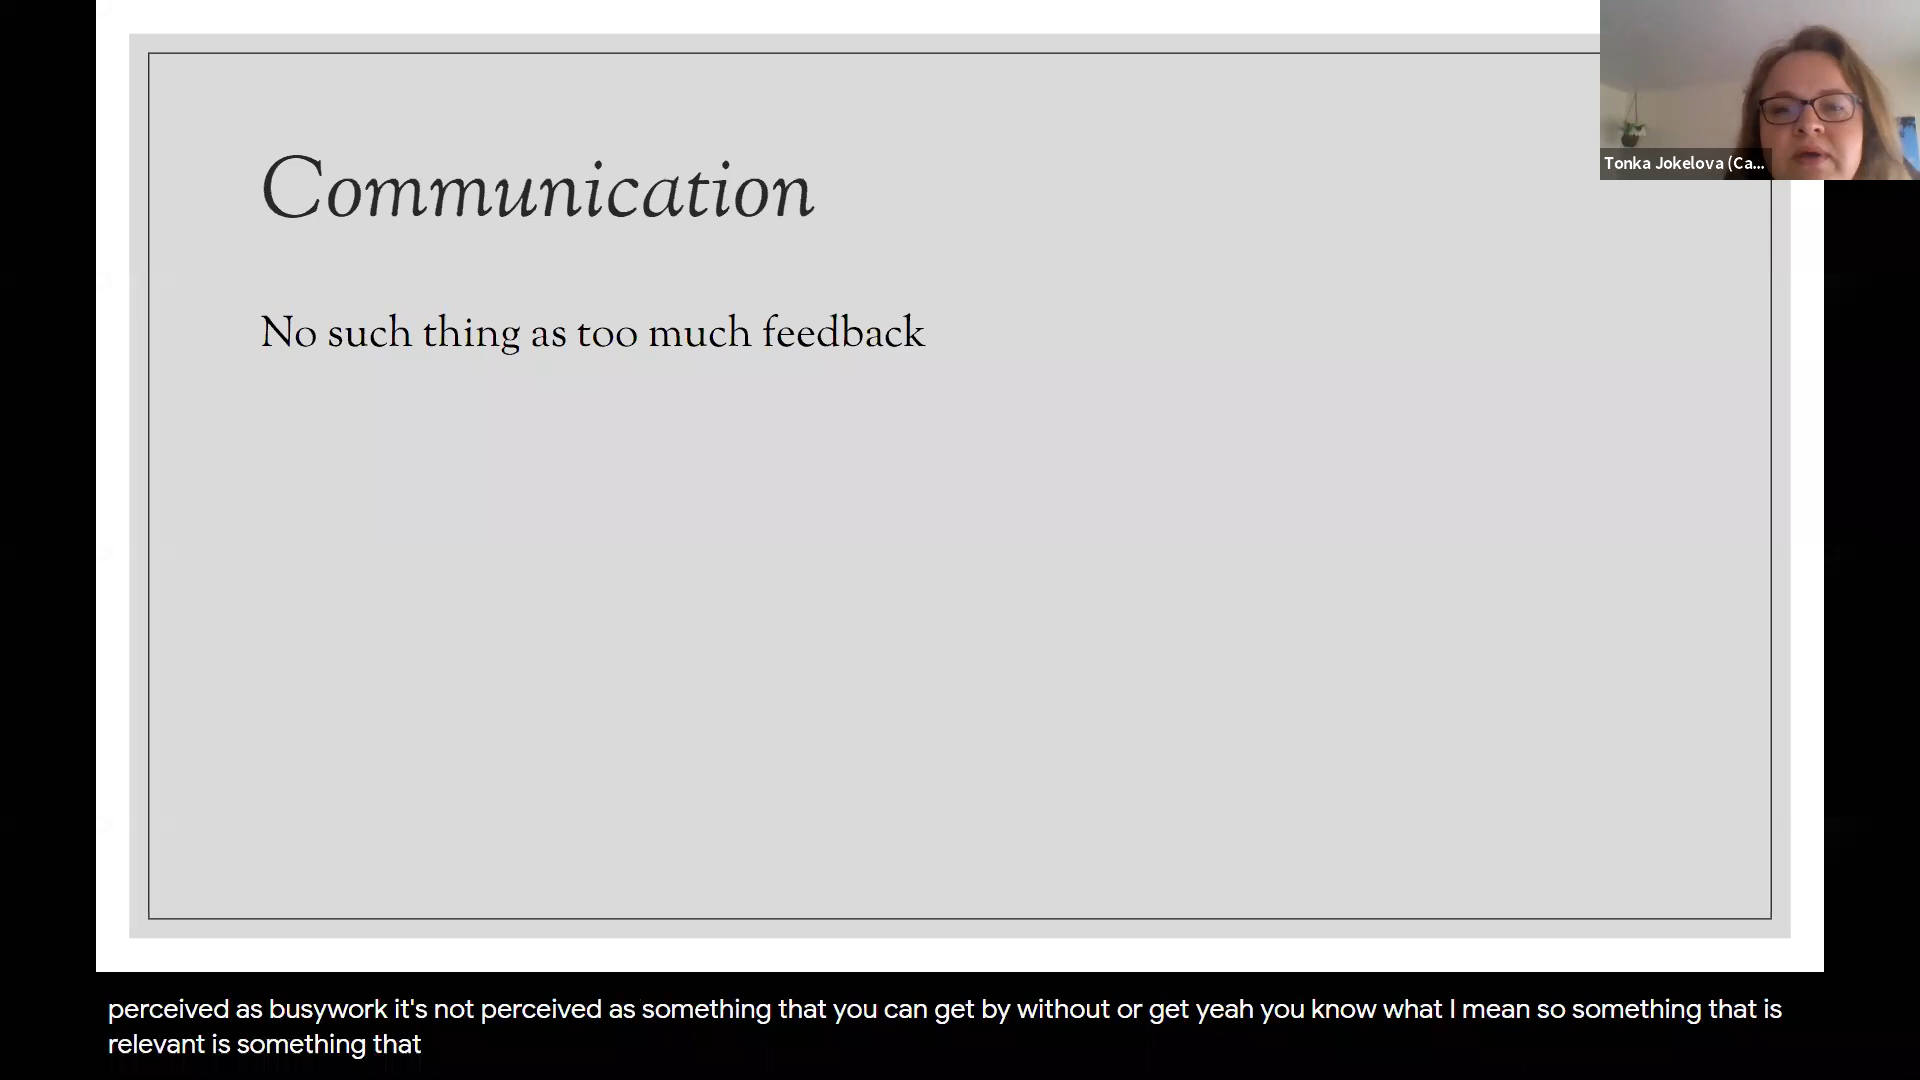 Communication
No such thing as too much feedback
Tonka Jokelova (Ca...
perceived as busywork it's not perceived as something that you can get by without or get yeah you know what I mean so something that is
relevant is something that